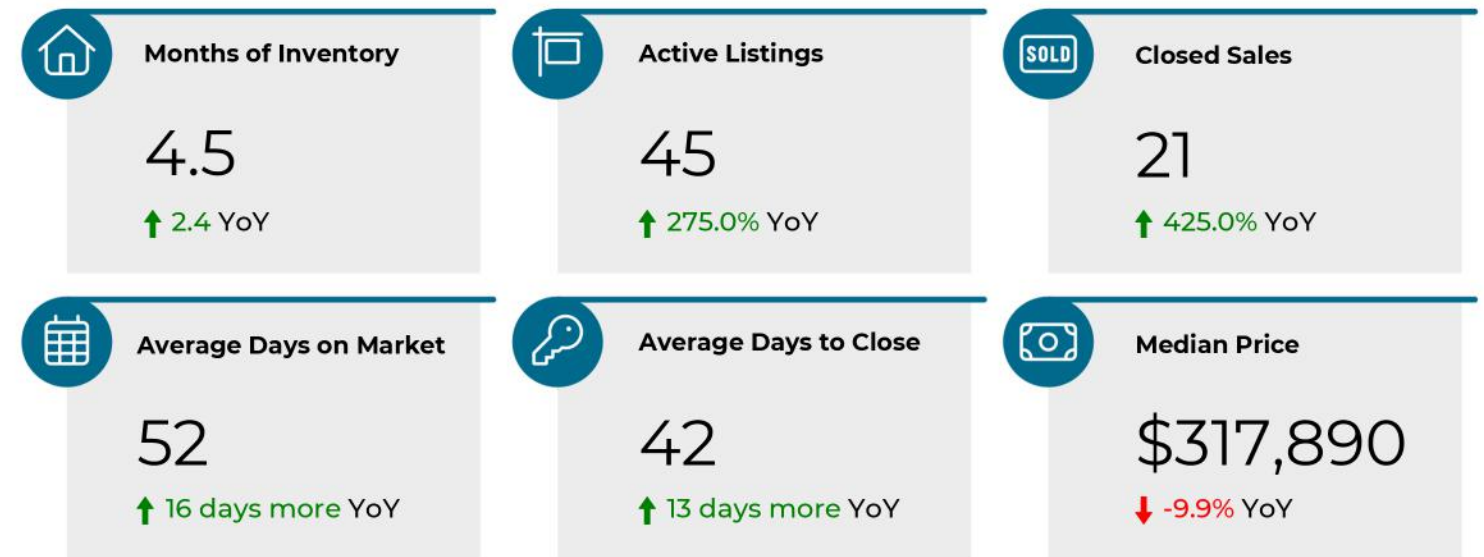 Months of Inventory
4.5
↑ 2.4 YoY
Active Listings
45
↑ 275.0% YoY
SOLD
Closed Sales
21
↑ 425.0% YoY
Average Days on Market
52
↑ 16 days more YoY
Average Days to Close
42
↑ 13 days more YoY
Median Price
$317,890
↓ -9.9% YoY